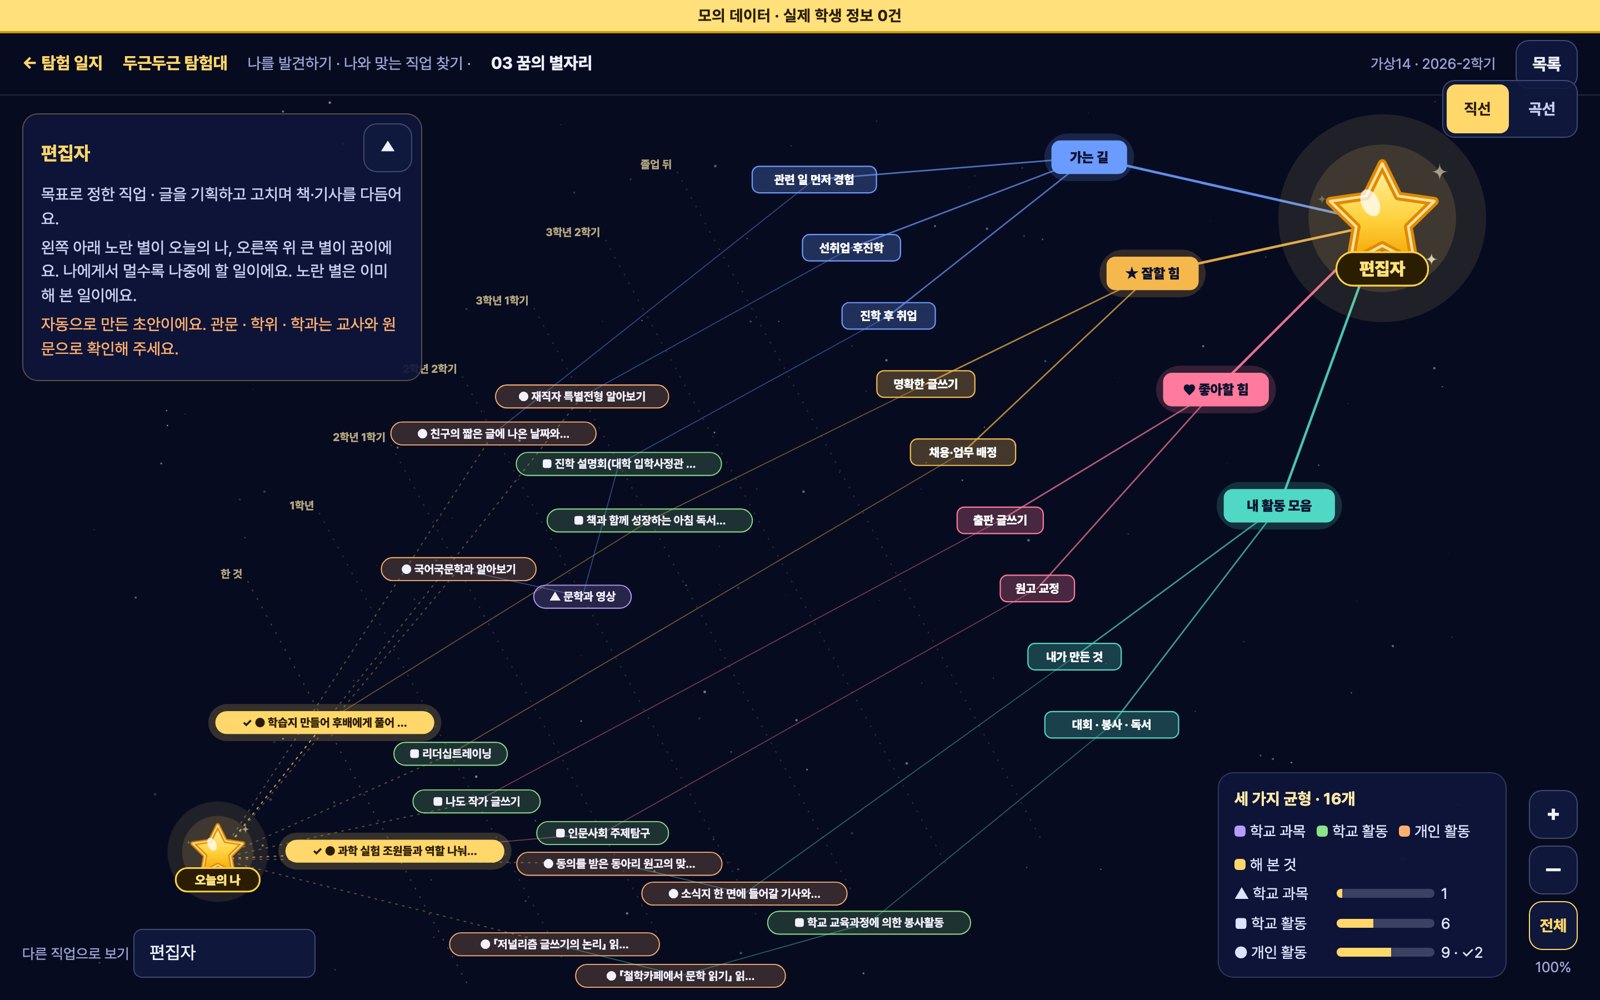 모의 데이터 · 실제 학생 정보 0건
← 탐험 일지 두근두근 탐험대 나를 발견하기 · 나와 맞는 직업 찾기 · 03 꿈의 별자리
가상14 · 2026-2학기 목록
직선 곡선
편집자
▲
목표로 정한 직업 · 글을 기획하고 고치며 책·기사를 다듬어
요.
왼쪽 아래 노란 별이 오늘의 나, 오른쪽 위 큰 별이 꿈이에
요. 나에게서 멀수록 나중에 할 일이에요. 노란 별은 이미
해 본 일이에요.
자동으로 만든 초안이에요. 관문 · 학위 · 학과는 교사와 원
문으로 확인해 주세요.
졸업 뒤
3학년 2학기
3학년 1학기
2학년 2학기
2학년 1학기
1학년
한 것
가는 길
관련 일 먼저 경험
선취업 후진학
진학 후 취업
편집자
★ 잘할 힘
명확한 글쓰기
채용·업무 배정
♥ 좋아할 힘
출판 글쓰기
원고 교정
내 활동 모음
내가 만든 것
대회 · 봉사 · 독서
● 재직자 특별전형 알아보기
● 친구의 짧은 글에 나온 날짜와...
■ 진학 설명회(대학 입학사정관 ...
■ 책과 함께 성장하는 아침 독서...
● 국어국문학과 알아보기
▲ 문학과 영상
✓ ● 학습지 만들어 후배에게 풀어 ...
■ 리더십트레이닝
■ 나도 작가 글쓰기
■ 인문사회 주제탐구
✓ ● 과학 실험 조원들과 역할 나눠...
● 동의를 받은 동아리 원고의 맞...
● 소식지 한 면에 들어갈 기사와...
■ 학교 교육과정에 의한 봉사활동
● 『저널리즘 글쓰기의 논리』 읽...
● 『철학카페에서 문학 읽기』 읽...
오늘의 나
다른 직업으로 보기 편집자
세 가지 균형 · 16개
학교 과목 학교 활동 개인 활동
해 본 것
▲ 학교 과목 1
■ 학교 활동 6
● 개인 활동 9 · ✓2
+
−
전체
100%